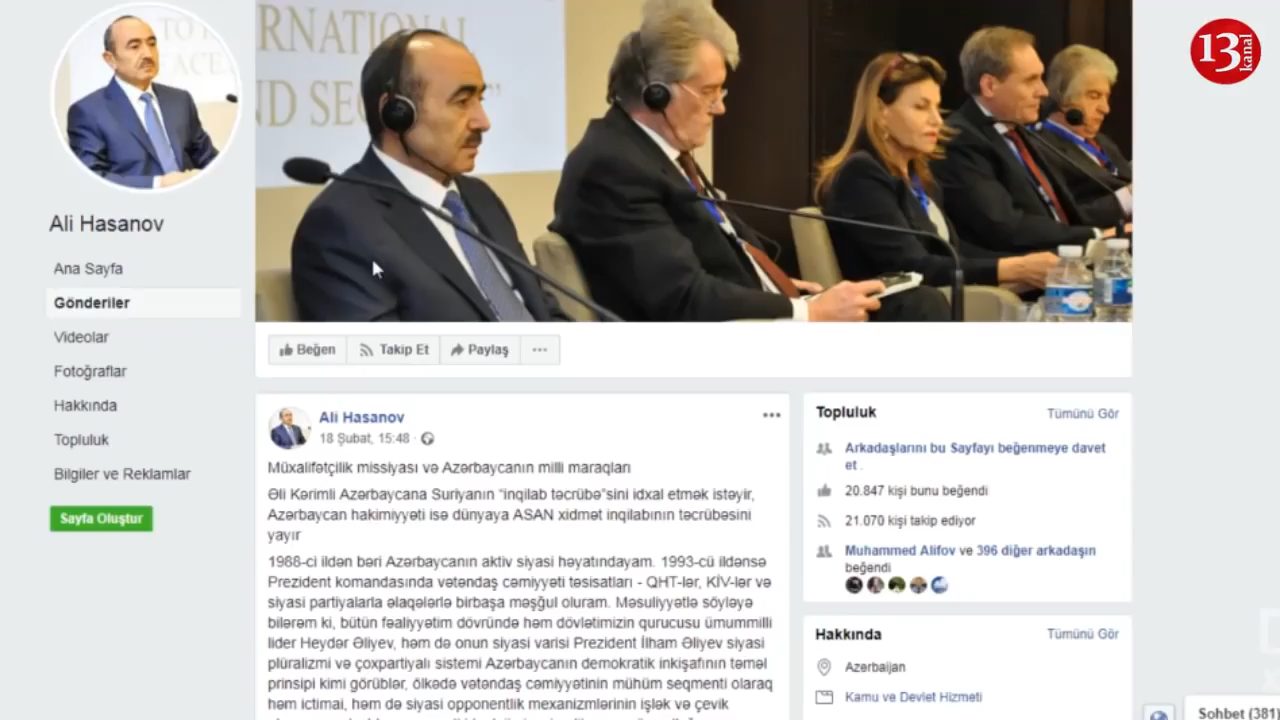 TO
RNATIONAL
ACE
ND SEC
”
13
kanal
Ali Hasanov
Ana Sayfa
Gönderiler
Videolar
Fotoğraflar
Hakkında
Topluluk
Bilgiler ve Reklamlar
Sayfa Oluştur
Beğen
Takip Et
Paylaş
Ali Hasanov
18 Şubat, 15:48 ·
Müxalifətçilik missiyası və Azərbaycanın milli maraqları
Əli Kərimli Azərbaycana Suriyanın “inqilab təcrübə”sini idxal etmək istəyir,
Azərbaycan hakimiyyəti isə dünyaya ASAN xidmət inqilabının təcrübəsini
yayır
1988-ci ildən bəri Azərbaycanın aktiv siyasi həyatındayam. 1993-cü ildənsə
Prezident komandasında vətəndaş cəmiyyəti təsisatları - QHT-lər, KİV-lər və
siyasi partiyalarla əlaqələrlə birbaşa məşğul oluram. Məsuliyyətlə söyləyə
bilərəm ki, bütün fəaliyyətim dövründə həm dövlətimizin qurucusu ümummilli
lider Heydər Əliyev, həm də onun siyasi varisi Prezident İlham Əliyev siyasi
plüralizmi və çoxpartiyalı sistemi Azərbaycanın demokratik inkişafının təməl
prinsipi kimi görüblər, ölkədə vətəndaş cəmiyyətinin mühüm seqmenti olaraq
həm ictimai, həm də siyasi opponentlik mexanizmlərinin işlək və çevik
Topluluk
Tümünü Gör
Arkadaşlarını bu Sayfayı beğenmeye davet
et .
20.847 kişi bunu beğendi
21.070 kişi takip ediyor
Muhammed Alifov ve 396 diğer arkadaşın
beğendi
Hakkında
Tümünü Gör
Azerbaijan
Kamu ve Devlet Hizmeti
Sohbet (381)